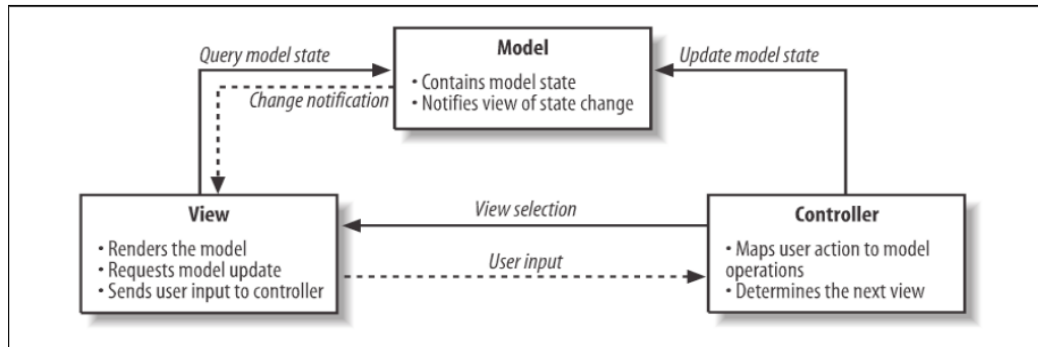 Model
Query model state
Update model state
• Contains model state
• Notifies view of state change
Change notification
View
View selection
Controller
• Renders the model
• Requests model update
• Sends user input to controller
User input
• Maps user action to model
operations
• Determines the next view